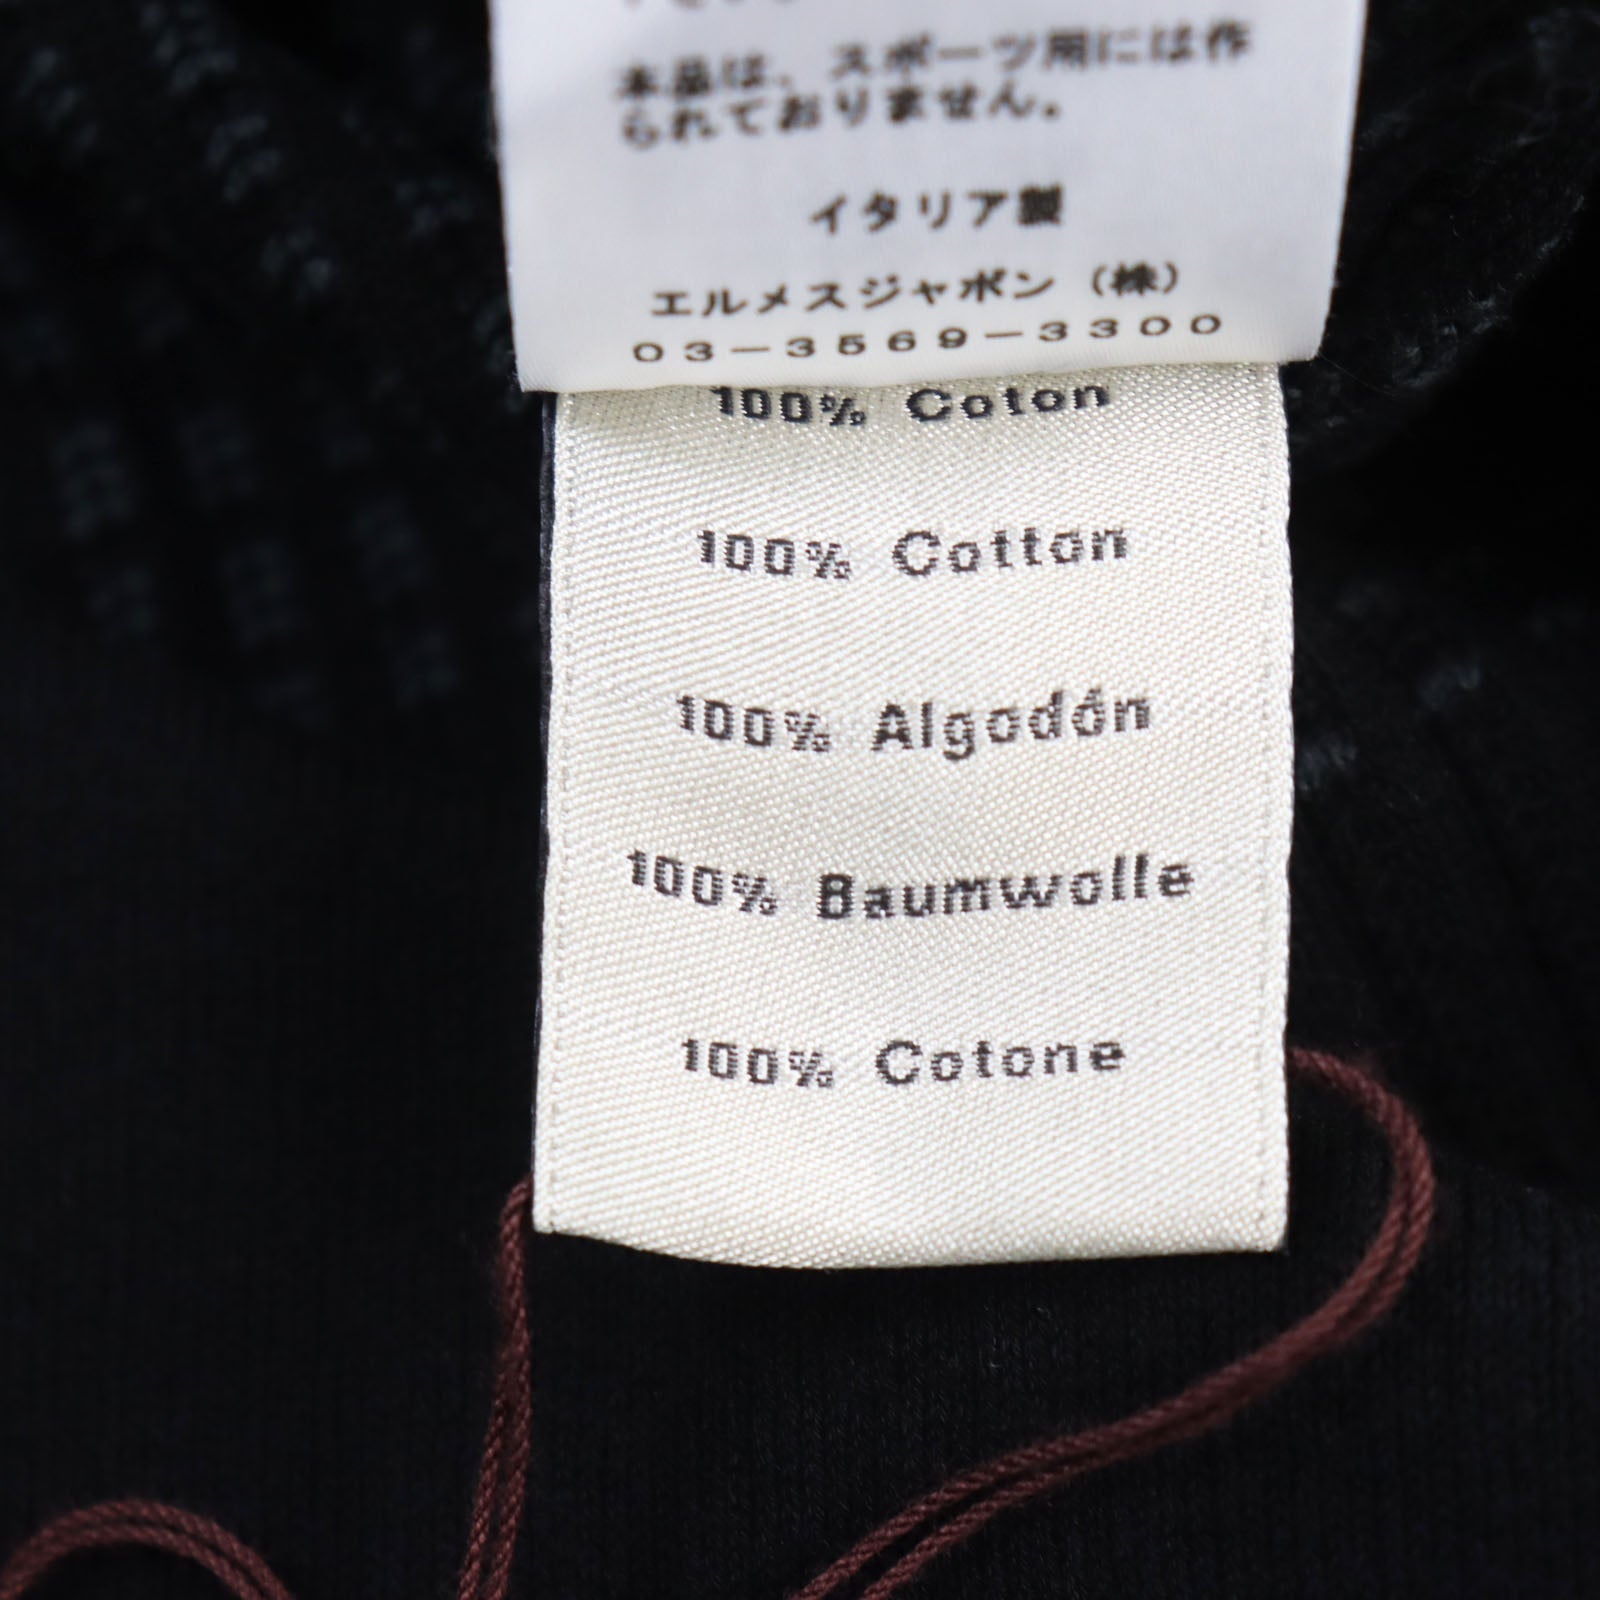 本品は、スポーツ用には作
られておりません。
イタリア製
エルメスジャポン（株）
03-3569-3300
100% Coton
100% Cotton
100% Algodón
100% Baumwolle
100% Cotone